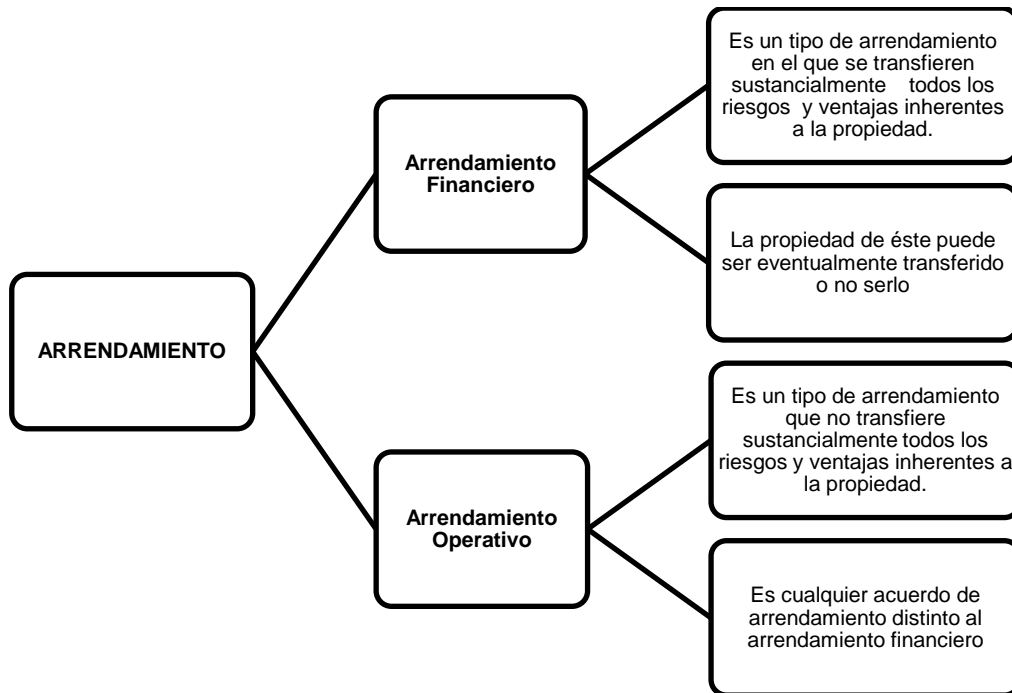 ARRENDAMIENTO
Arrendamiento
Financiero
Es un tipo de arrendamiento
en el que se transfieren
sustancialmente todos los
riesgos y ventajas inherentes
a la propiedad.
La propiedad de éste puede
ser eventualmente transferido
o no serlo
Arrendamiento
Operativo
Es un tipo de arrendamiento
que no transfiere
sustancialmente todos los
riesgos y ventajas inherentes a
la propiedad.
Es cualquier acuerdo de
arrendamiento distinto al
arrendamiento financiero